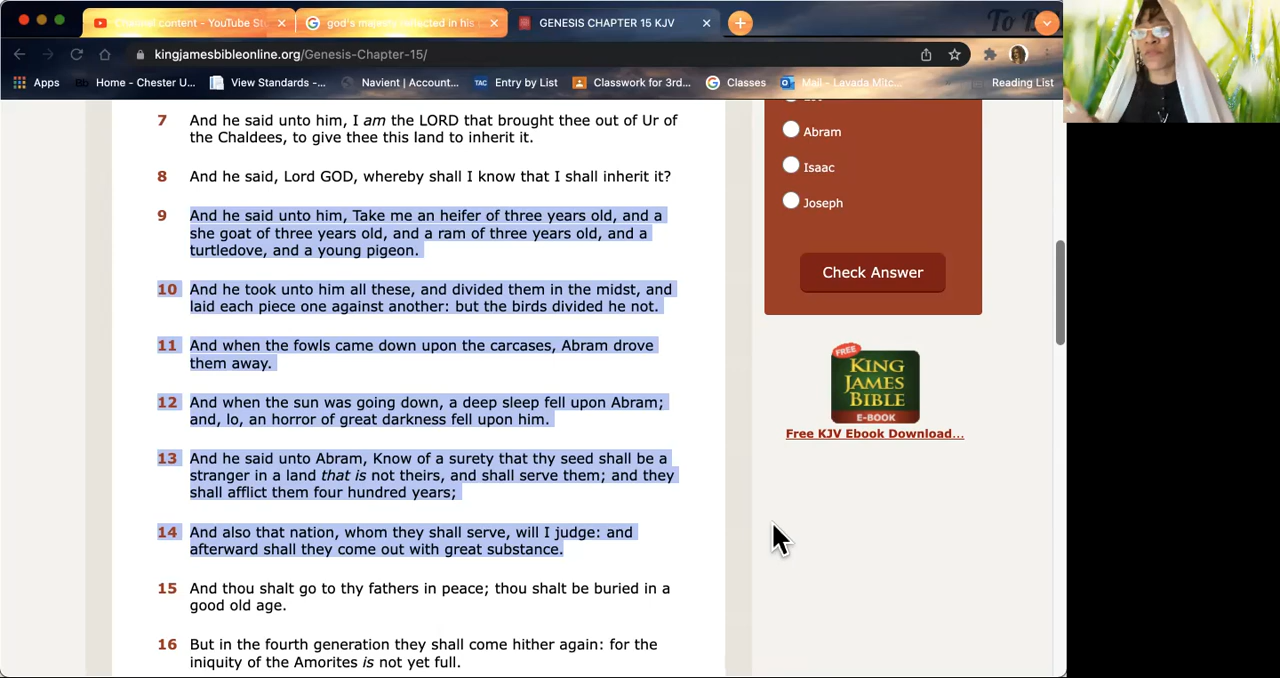 Channel content - YouTube St
god's majesty reflected in his
GENESIS CHAPTER 15 KJV
To B
kingjamesbibleonline.org/Genesis-Chapter-15/
Apps
Home - Chester U...
View Standards -...
Navient | Account...
TAC Entry by List
Classwork for 3rd...
Classes
Mail - Lavada Mitc...
Reading List
7 And he said unto him, I am the LORD that brought thee out of Ur of
the Chaldees, to give thee this land to inherit it.
8 And he said, Lord GOD, whereby shall I know that I shall inherit it?
9 And he said unto him, Take me an heifer of three years old, and a
she goat of three years old, and a ram of three years old, and a
turtledove, and a young pigeon.
10 And he took unto him all these, and divided them in the midst, and
laid each piece one against another: but the birds divided he not.
11 And when the fowls came down upon the carcases, Abram drove
them away.
12 And when the sun was going down, a deep sleep fell upon Abram;
and, lo, an horror of great darkness fell upon him.
13 And he said unto Abram, Know of a surety that thy seed shall be a
stranger in a land that is not theirs, and shall serve them; and they
shall afflict them four hundred years;
14 And also that nation, whom they shall serve, will I judge: and
afterward shall they come out with great substance.
15 And thou shalt go to thy fathers in peace; thou shalt be buried in a
good old age.
16 But in the fourth generation they shall come hither again: for the
iniquity of the Amorites is not yet full.
Abram
Isaac
Joseph
Check Answer
FREE
KING
JAMES
BIBLE
E-BOOK
Free KJV Ebook Download...